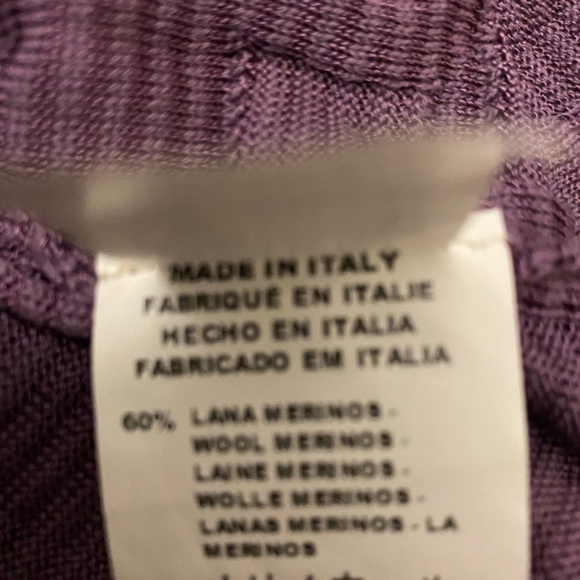 MADE IN ITALY
FABRIQUÉ EN ITALIE
HECHO EN ITALIA
FABRICADO EM ITALIA
60% LANA MERINOS -
WOOL MERINOS -
LAINE MERINOS -
WOLLE MERINOS -
LANAS MERINOS - LA
MERINOS